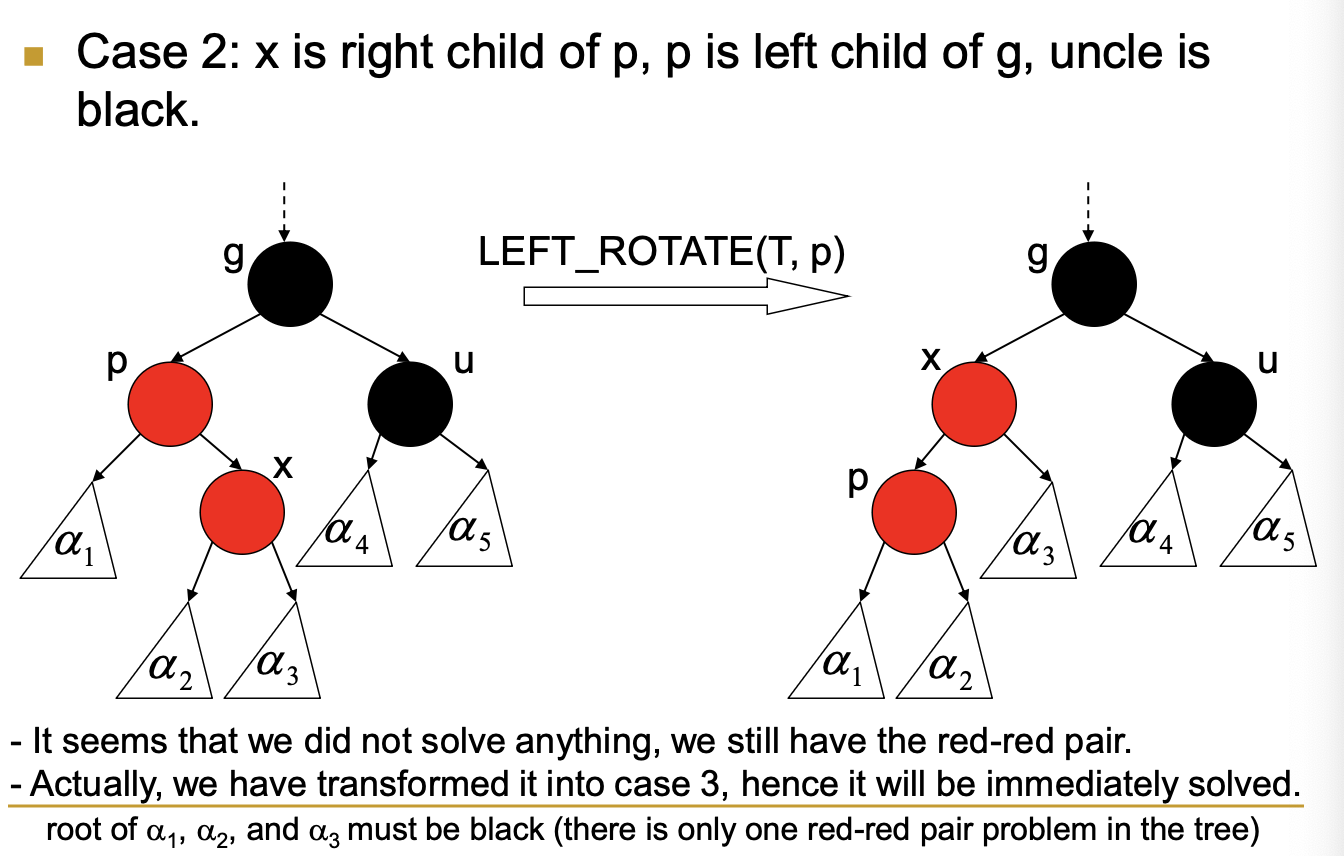 Case 2: x is right child of p, p is left child of g, uncle is
black.
g
LEFT_ROTATE(T, p)
g
p
u
x
u
x
p
α₁
α₄
α₅
α₃
α₄
α₅
α₂
α₃
α₁
α₂
- It seems that we did not solve anything, we still have the red-red pair.
- Actually, we have transformed it into case 3, hence it will be immediately solved.
root of α₁, α₂, and α₃ must be black (there is only one red-red pair problem in the tree)